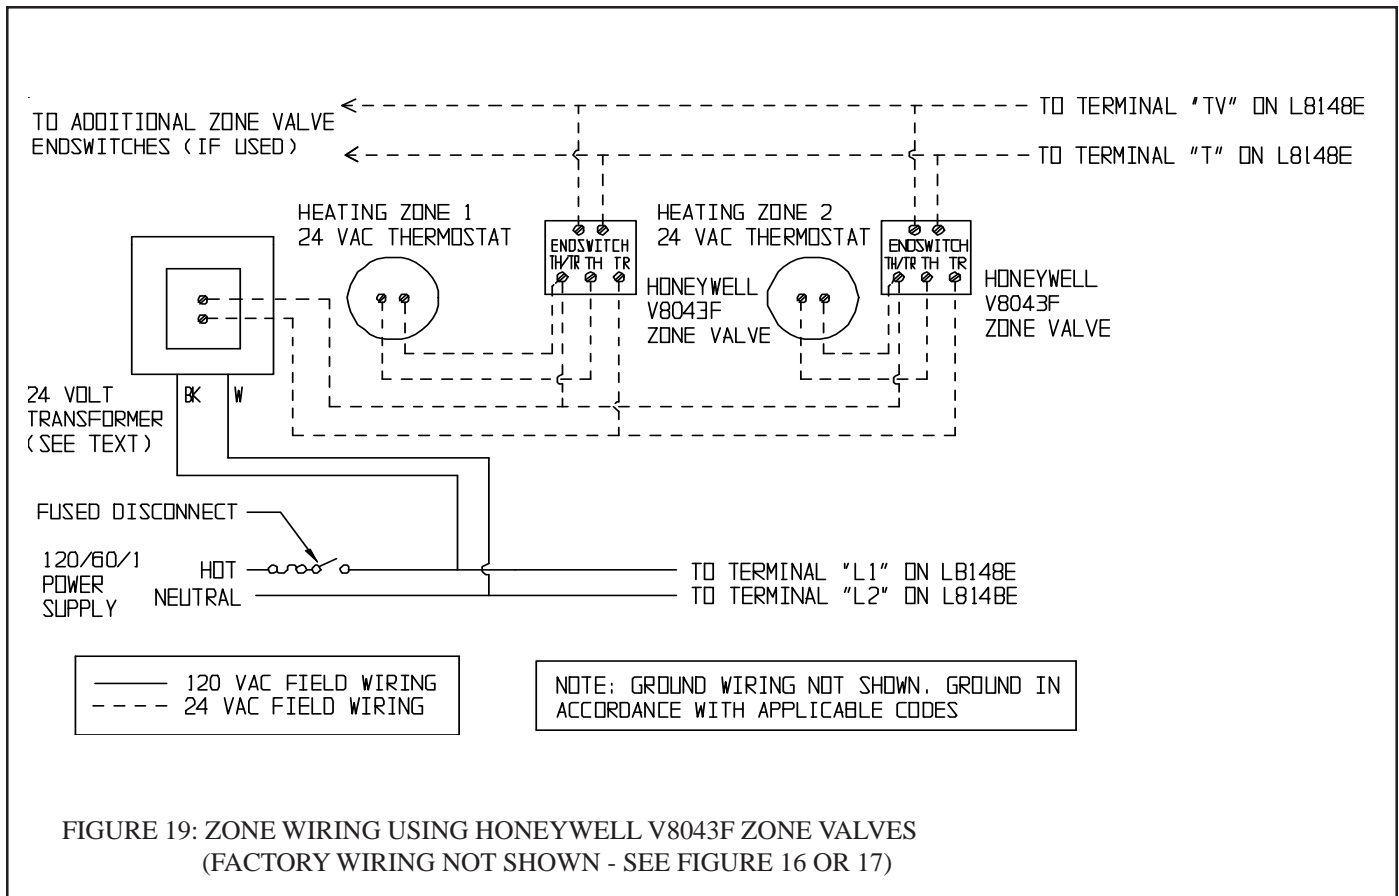 TO ADDITIONAL ZONE VALVE
ENDSWITCHES (IF USED)
TO TERMINAL "TV" ON L8148E
TO TERMINAL "T" ON L8148E
HEATING ZONE 1
24 VAC THERMOSTAT
ENDSWITCH
TH/TR TH TR
HONEYWELL
V8043F
ZONE VALVE
HEATING ZONE 2
24 VAC THERMOSTAT
ENDSWITCH
TH/TR TH TR
HONEYWELL
V8043F
ZONE VALVE
24 VOLT
TRANSFORMER
(SEE TEXT)
BK
W
FUSED DISCONNECT
120/60/1
POWER
SUPPLY
HOT
NEUTRAL
TO TERMINAL "L1" ON L8148E
TO TERMINAL "L2" ON L8148E
120 VAC FIELD WIRING
24 VAC FIELD WIRING
NOTE: GROUND WIRING NOT SHOWN. GROUND IN
ACCORDANCE WITH APPLICABLE CODES
FIGURE 19: ZONE WIRING USING HONEYWELL V8043F ZONE VALVES
(FACTORY WIRING NOT SHOWN - SEE FIGURE 16 OR 17)